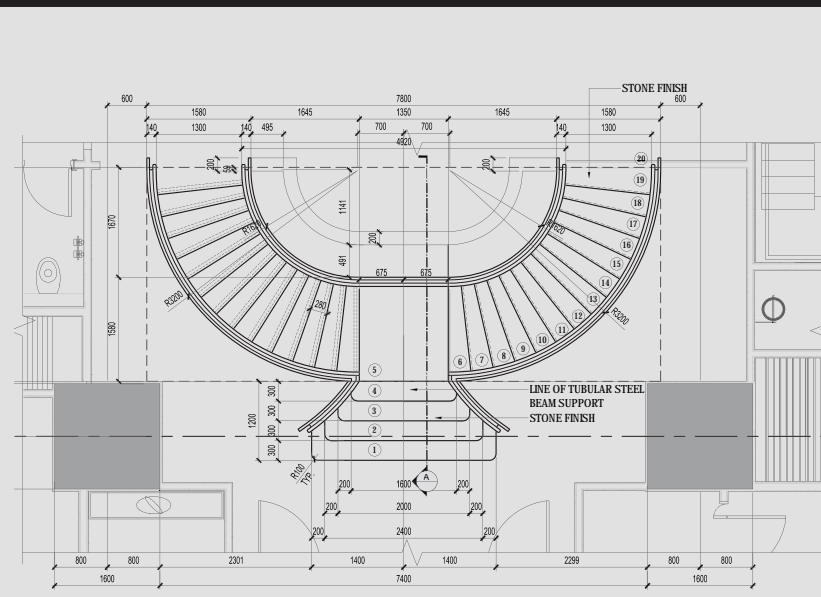 STONE FINISH
600 7800 600
1580 1645 1350 1645 1580
140 1300 140 495 700 700 140 1300
4920
200 200 20
19
1670 1141 18
17
R1620 R1620 16
200
491 15
675 675 14
R3200 280 13 R3200
12
11
1580 10
9
8
6 7
5
4 LINE OF TUBULAR STEEL
300 BEAM SUPPORT
3 STONE FINISH
1200 300
2
300
1
300
R100
TYP. A
200 1600 200
200 2000 200
200 2400 200
800 800 2301 1400 1400 2299 800 800
1600 7400 1600